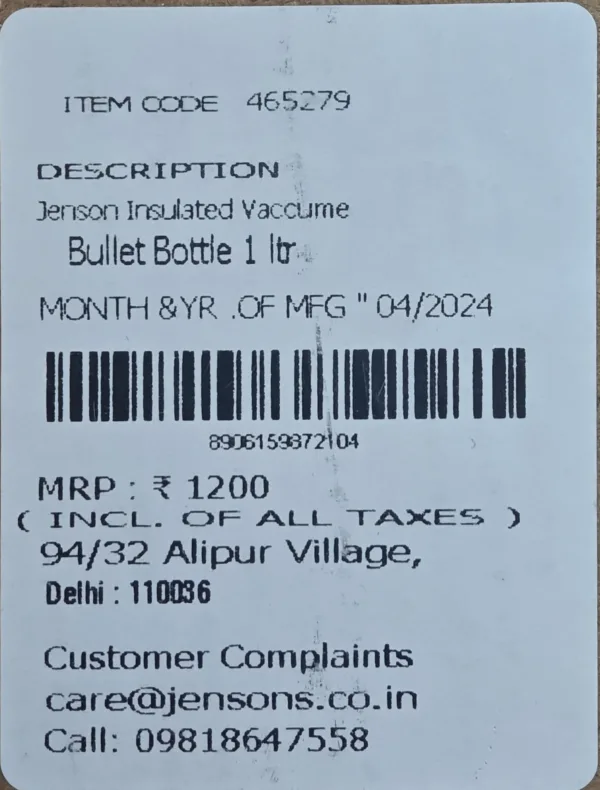 ITEM CODE 465279
DESCRIPTION
Jenson Insulated Vaccume
Bullet Bottle 1 ltr
MONTH & YR .OF MFG " 04/2024
8906159872104
MRP : ₹ 1200
( INCL. OF ALL TAXES )
94/32 Alipur Village,
Delhi : 110036
Customer Complaints
care@jensons.co.in
Call: 09818647558